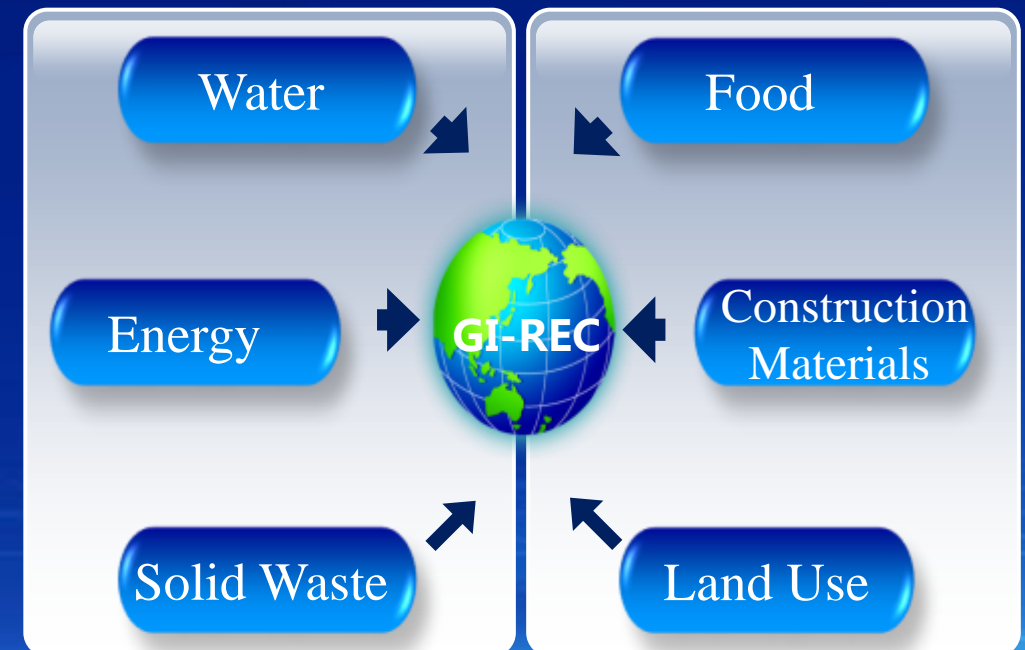 Water
Food
Energy
GI-REC
Construction
Materials
Solid Waste
Land Use